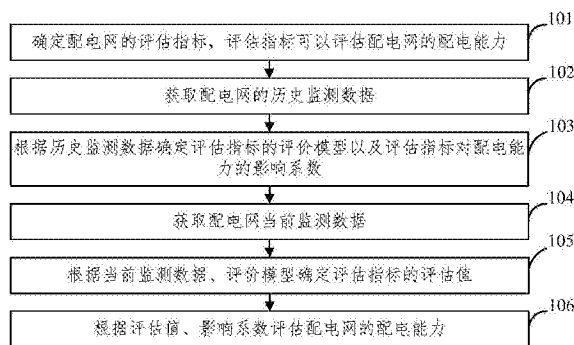 101
确定配电网的评估指标、评估指标可以评估配电网的配电能力
102
获取配电网的历史监测数据
103
根据历史监测数据确定评估指标的评价模型以及评估指标对配电能
力的影响系数
104
获取配电网当前监测数据
105
根据当前监测数据、评价模型确定评估指标的评估值
106
根据评估值、影响系数评估配电网的配电能力